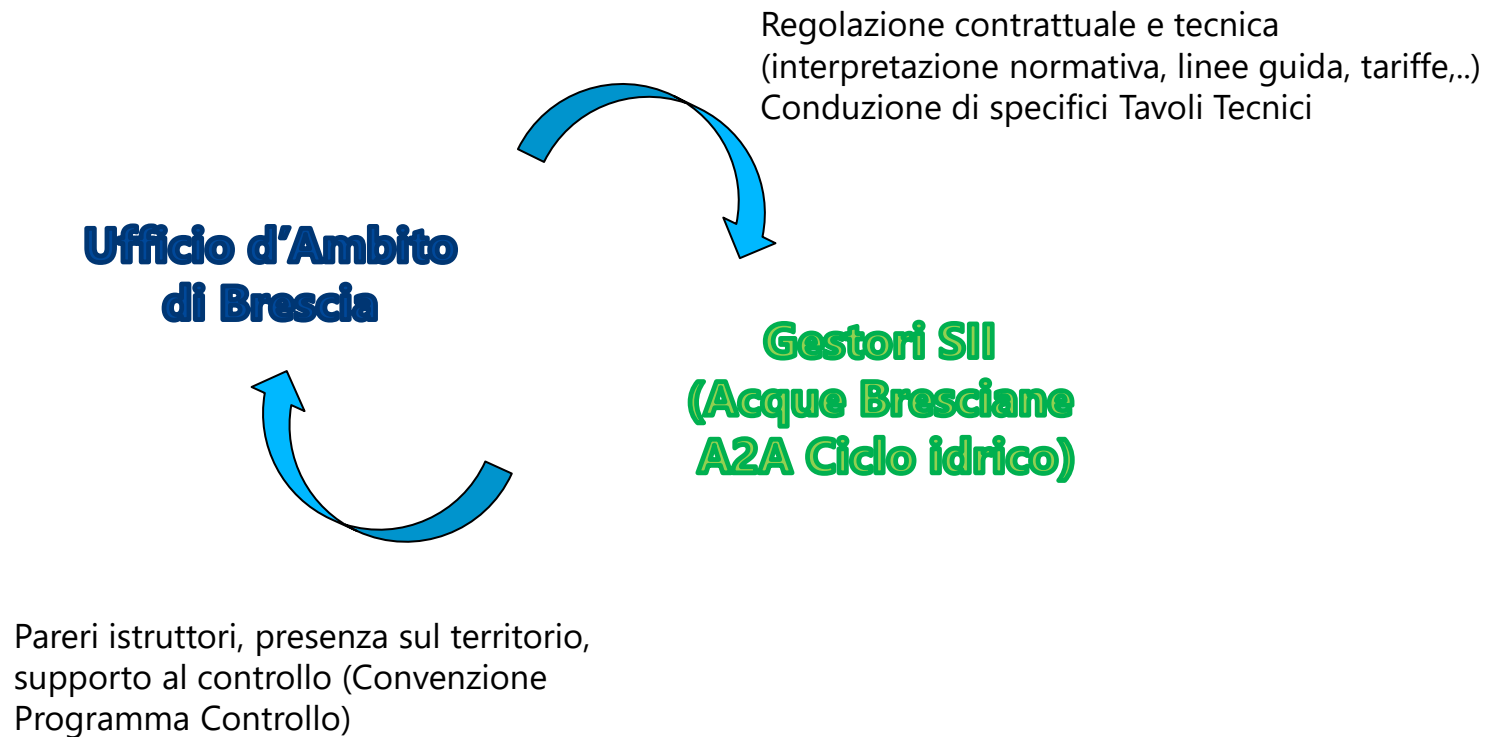 Regolazione contrattuale e tecnica
(interpretazione normativa, linee guida, tariffe,..)
Conduzione di specifici Tavoli Tecnici
Ufficio d’Ambito
di Brescia
Gestori SII
(Acque Bresciane
A2A Ciclo idrico)
Pareri istruttori, presenza sul territorio,
supporto al controllo (Convenzione
Programma Controllo)